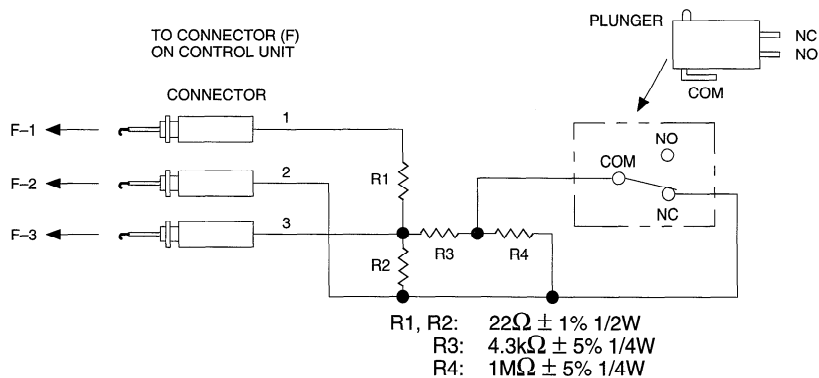 TO CONNECTOR (F)
ON CONTROL UNIT
PLUNGER
NC
NO
COM
CONNECTOR
F–1
1
F–2
2
F–3
3
R1
R2
R3
R4
NO
COM
NC
R1, R2: 22Ω ± 1% 1/2W
R3: 4.3kΩ ± 5% 1/4W
R4: 1MΩ ± 5% 1/4W